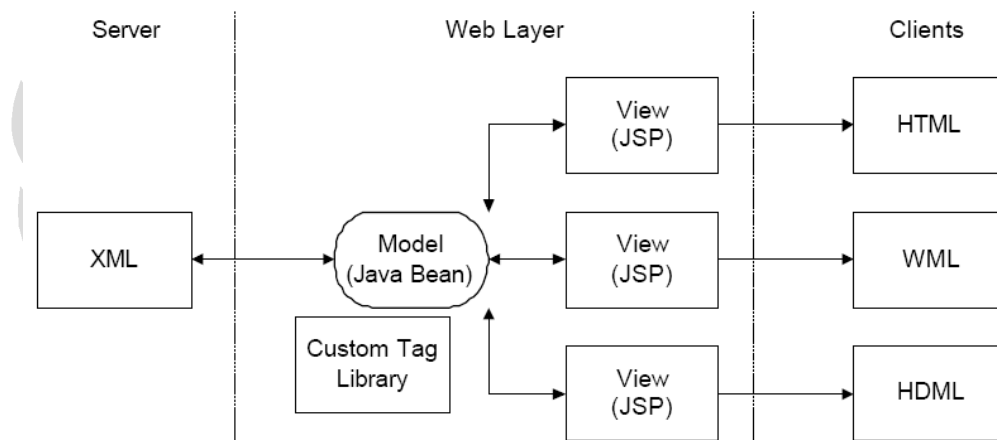 Server
Web Layer
Clients
View
(JSP)
HTML
XML
Model
(Java Bean)
View
(JSP)
WML
Custom Tag
Library
View
(JSP)
HDML